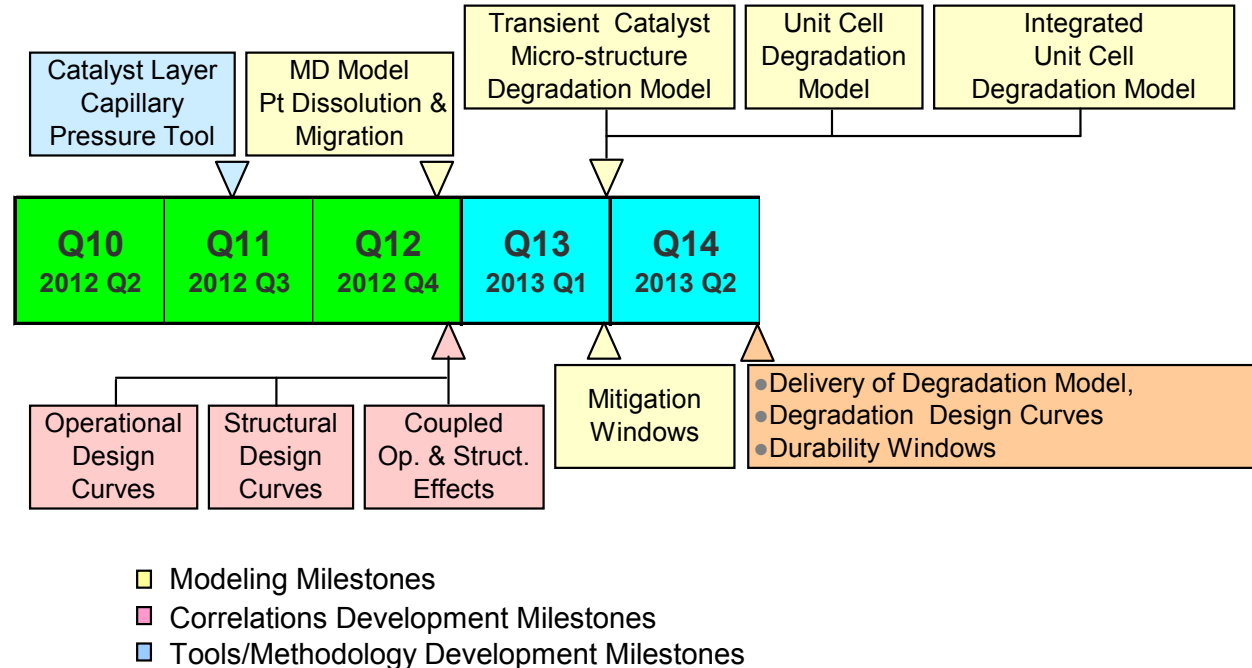 Transient Catalyst
Micro-structure
Degradation Model
Unit Cell
Degradation
Model
Integrated
Unit Cell
Degradation Model
Catalyst Layer
Capillary
Pressure Tool
MD Model
Pt Dissolution &
Migration
Q10
2012 Q2
Q11
2012 Q3
Q12
2012 Q4
Q13
2013 Q1
Q14
2013 Q2
Operational
Design
Curves
Structural
Design
Curves
Coupled
Op. & Struct.
Effects
Mitigation
Windows
●Delivery of Degradation Model,
●Degradation Design Curves
●Durability Windows
Modeling Milestones
Correlations Development Milestones
Tools/Methodology Development Milestones